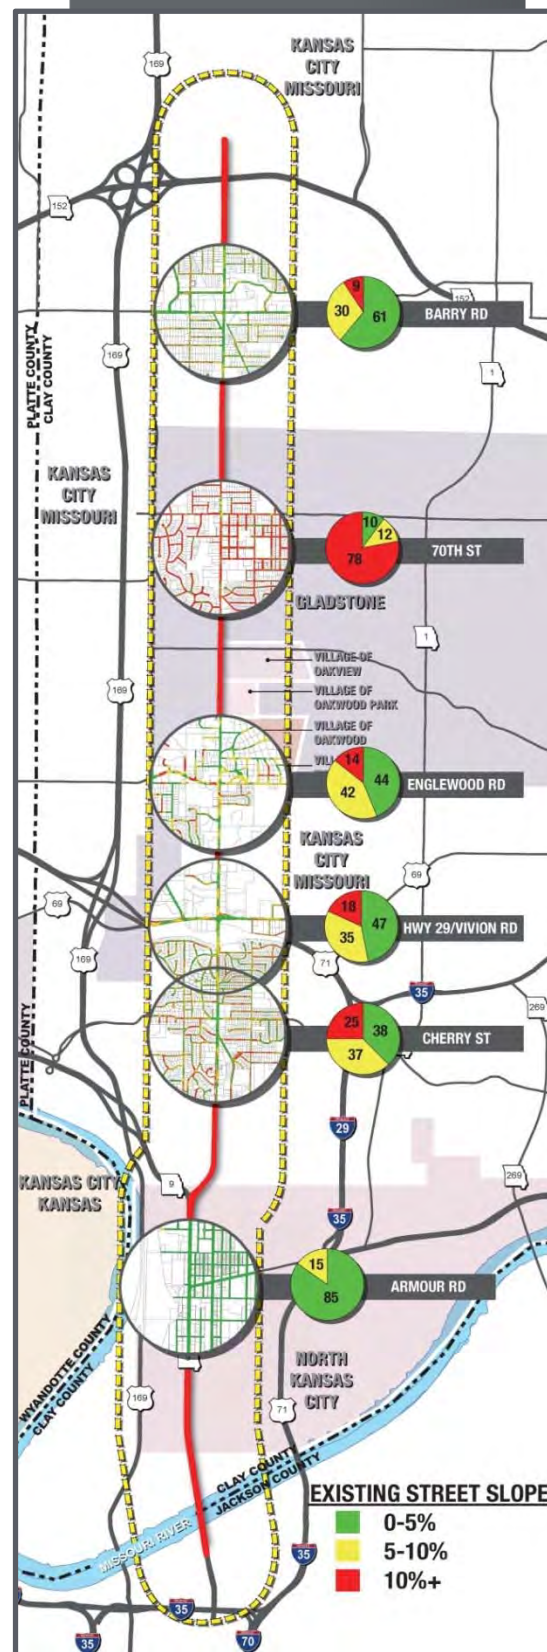 KANSAS
CITY
MISSOURI
169
152
152
9
30
61
BARRY RD
PLATTE COUNTY
CLAY COUNTY
169
1
KANSAS
CITY
MISSOURI
10
12
78
70TH ST
GLADSTONE
1
VILLAGE OF
OAKVIEW
169
VILLAGE OF
OAKWOOD PARK
VILLAGE OF
OAKWOOD
VILL
14
42
44
ENGLEWOOD RD
KANSAS
CITY
MISSOURI
69
69
18
35
47
HWY 29/VIVION RD
169
71
35
269
25
38
37
CHERRY ST
PLATTE COUNTY
29
KANSAS CITY
KANSAS
9
269
35
15
85
ARMOUR RD
NORTH
KANSAS
CITY
WYANDOTTE COUNTY
CLAY COUNTY
169
71
CLAY COUNTY
JACKSON COUNTY
MISSOURI RIVER
EXISTING STREET SLOPE
0-5%
5-10%
10%+
35
35
35
70